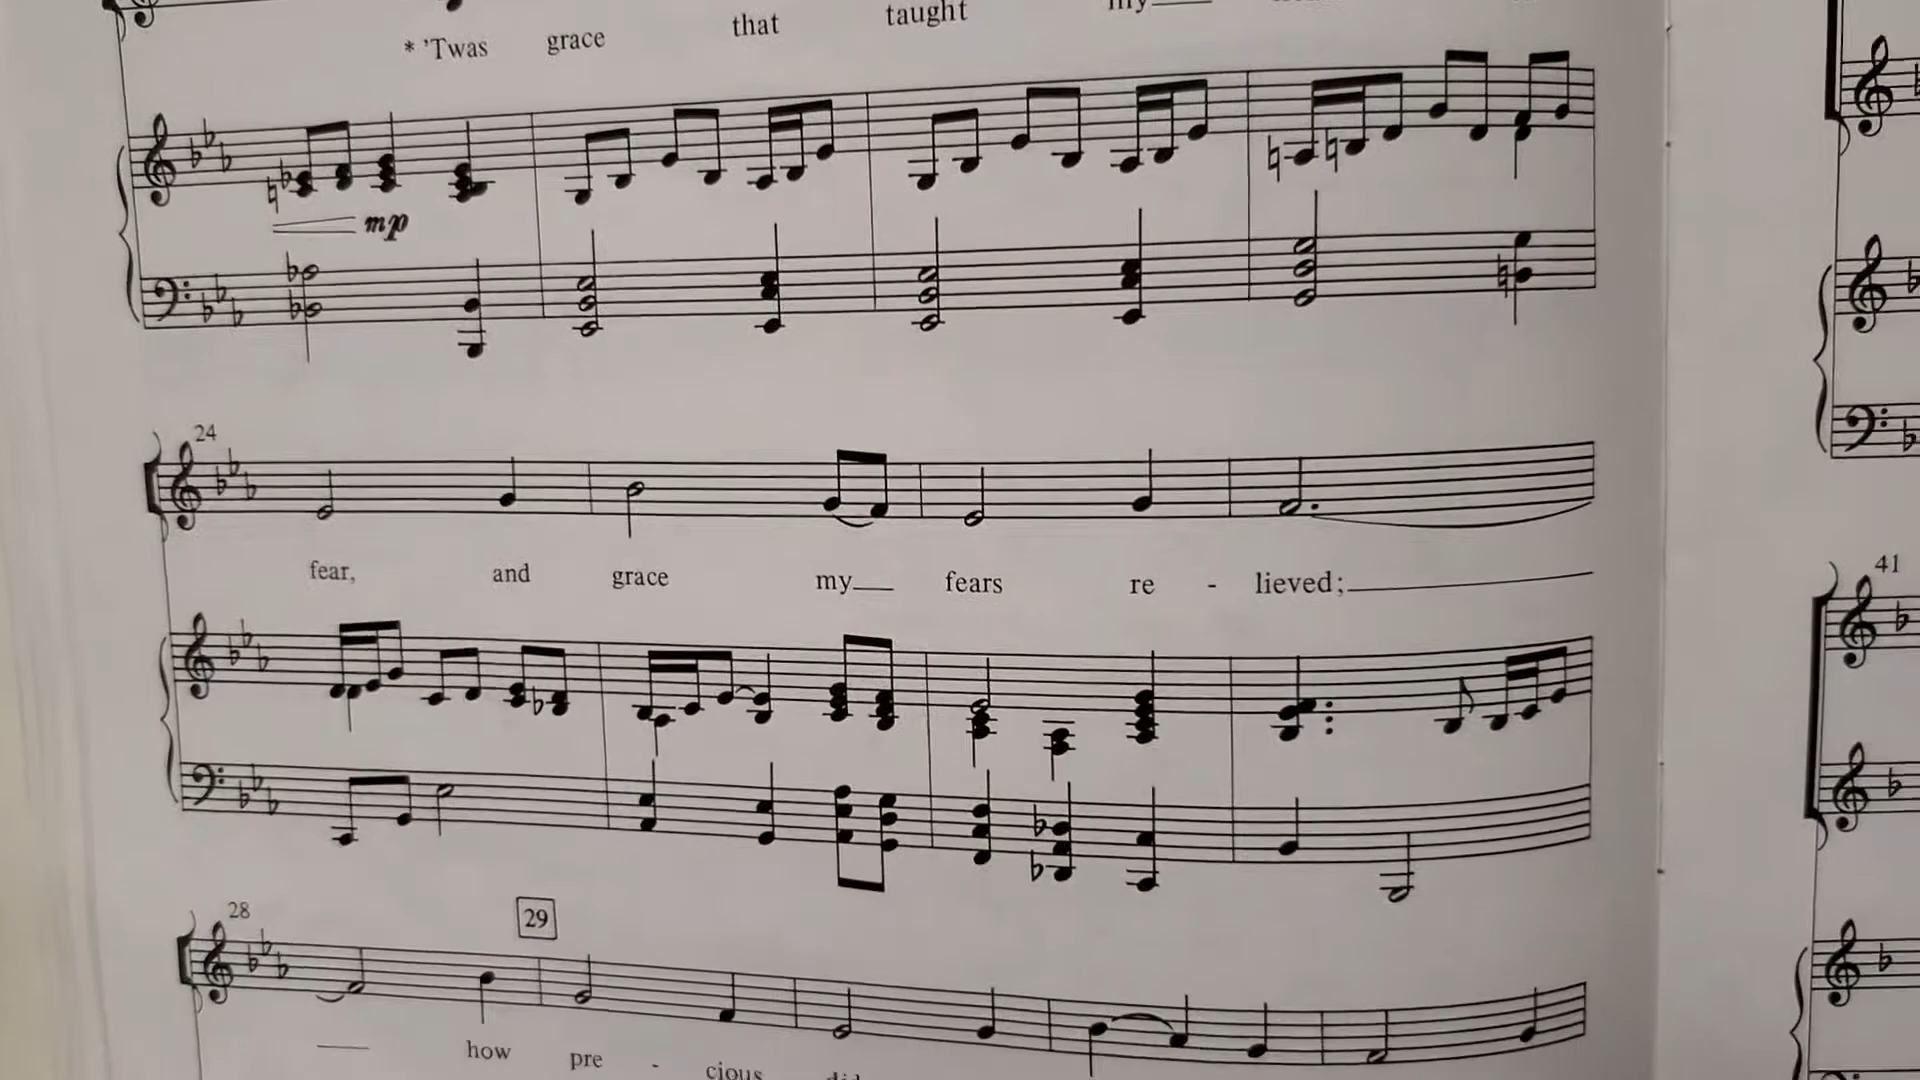 * 'Twas grace that taught my
mp
24
fear, and grace my fears re - lieved;
41
28
29
how pre - cious did